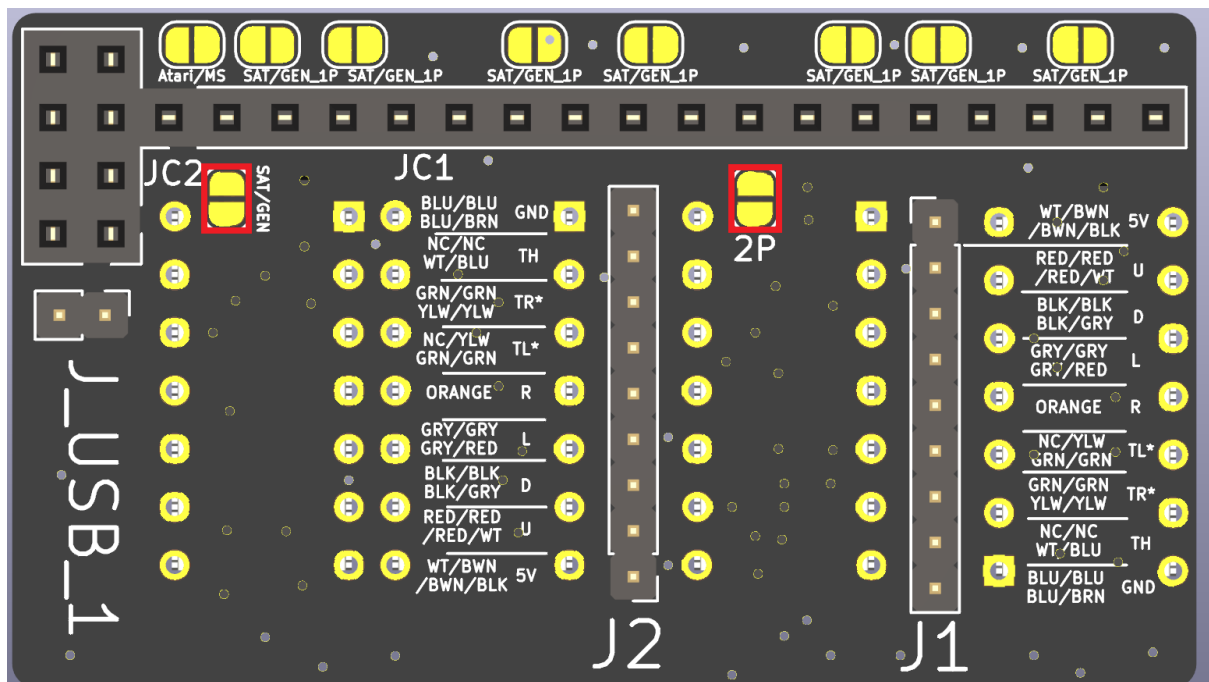 Atari/MS SAT/GEN_1P SAT/GEN_1P SAT/GEN_1P SAT/GEN_1P SAT/GEN_1P SAT/GEN_1P SAT/GEN_1P
JC2
SAT/GEN
JC1
2P
BLU/BLU
BLU/BRN
GND
NC/NC
WT/BLU
TH
GRN/GRN
YLW/YLW
TR*
NC/YLW
GRN/GRN
TL*
ORANGE R
GRY/GRY
GRY/RED
L
BLK/BLK
BLK/GRY
D
RED/RED
/RED/WT
U
WT/BWN
/BWN/BLK
5V
WT/BWN
/BWN/BLK
5V
RED/RED
/RED/WT
U
BLK/BLK
BLK/GRY
D
GRY/GRY
GRY/RED
L
ORANGE R
NC/YLW
GRN/GRN
TL*
GRN/GRN
YLW/YLW
TR*
NC/NC
WT/BLU
TH
BLU/BLU
BLU/BRN
GND
J_USB_1
J2
J1